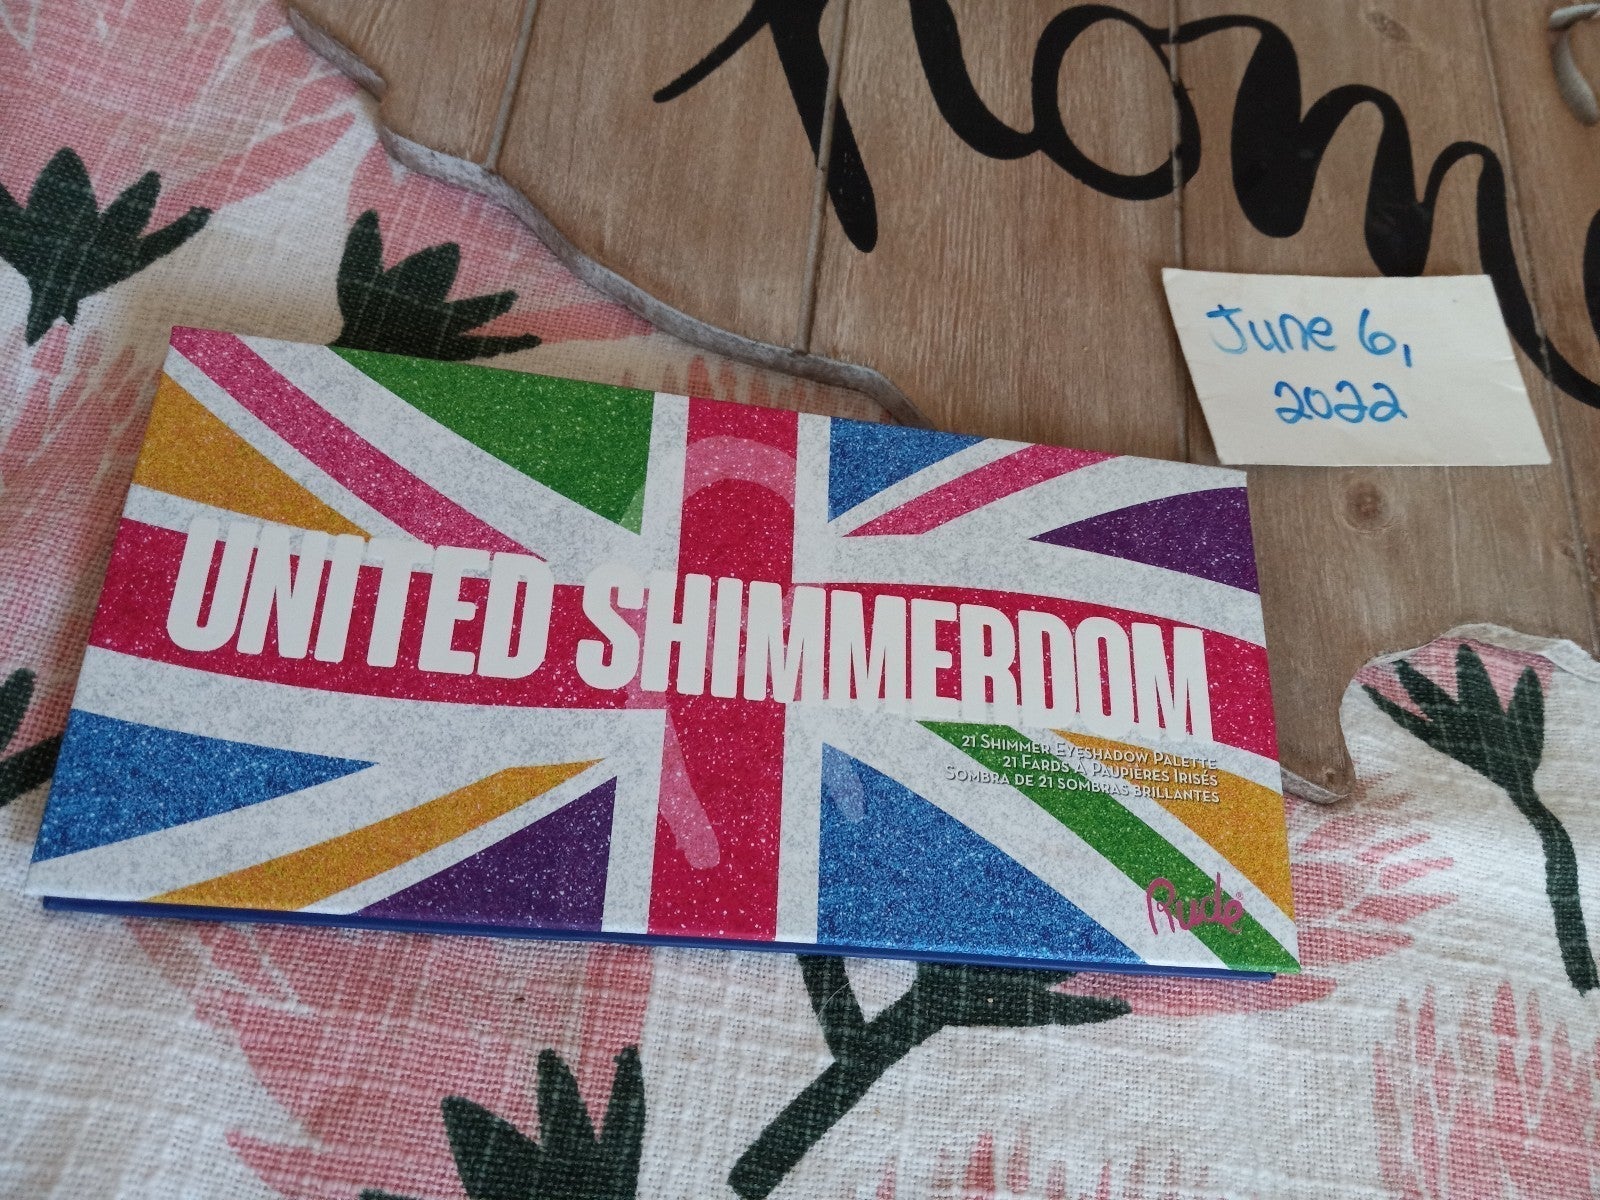 home
June 6,
2022
UNITED SHIMMERDOM
21 SHIMMER EYESHADOW PALETTE
21 FARDS À PAUPIÈRES IRISÉS
SOMBRA DE 21 SOMBRAS BRILLANTES
Rude®